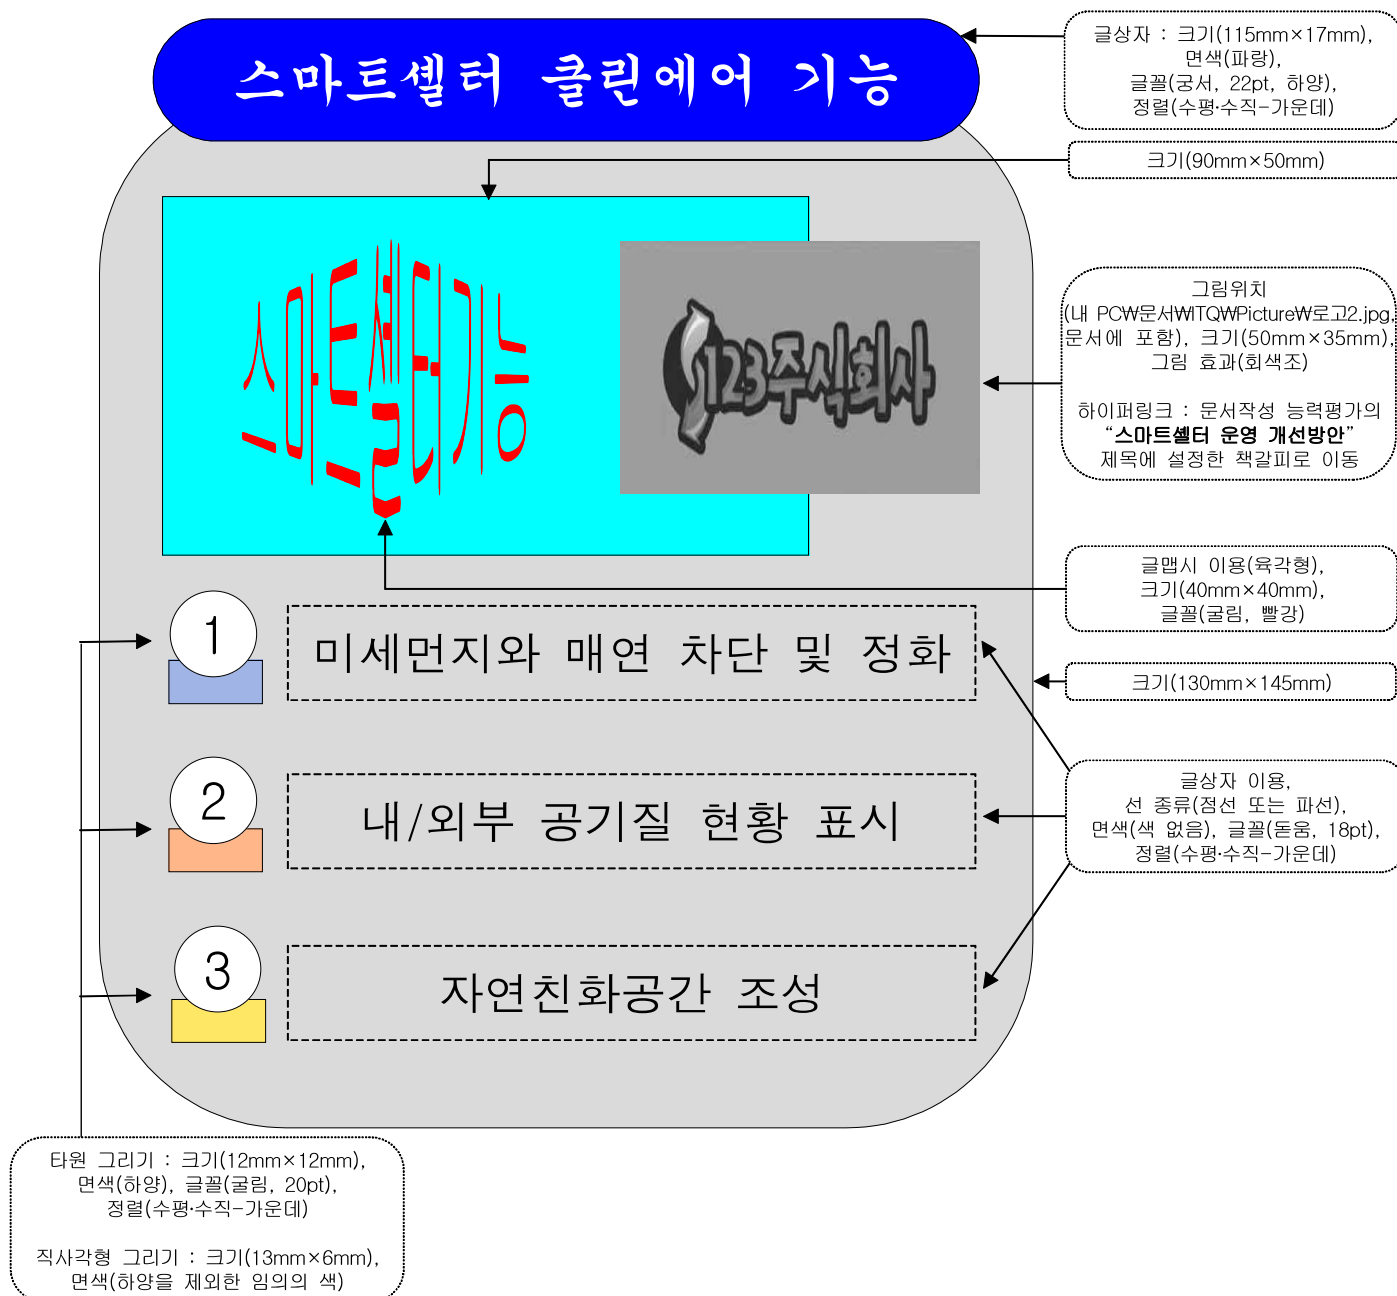 스마트셸터 클린에어 기능
글상자 : 크기(115mm×17mm),
면색(파랑),
글꼴(궁서, 22pt, 하양),
정렬(수평·수직-가운데)
크기(90mm×50mm)
스마트셸터기능
123주식회사
그림위치
(내 PC₩문서₩ITQ₩Picture₩로고2.jpg,
문서에 포함), 크기(50mm×35mm),
그림 효과(회색조)
하이퍼링크 : 문서작성 능력평가의
“스마트셸터 운영 개선방안”
제목에 설정한 책갈피로 이동
글맵시 이용(육각형),
크기(40mm×40mm),
글꼴(굴림, 빨강)
1
미세먼지와 매연 차단 및 정화
크기(130mm×145mm)
2
내/외부 공기질 현황 표시
글상자 이용,
선 종류(점선 또는 파선),
면색(색 없음), 글꼴(돋움, 18pt),
정렬(수평·수직-가운데)
3
자연친화공간 조성
타원 그리기 : 크기(12mm×12mm),
면색(하양), 글꼴(굴림, 20pt),
정렬(수평·수직-가운데)
직사각형 그리기 : 크기(13mm×6mm),
면색(하양을 제외한 임의의 색)